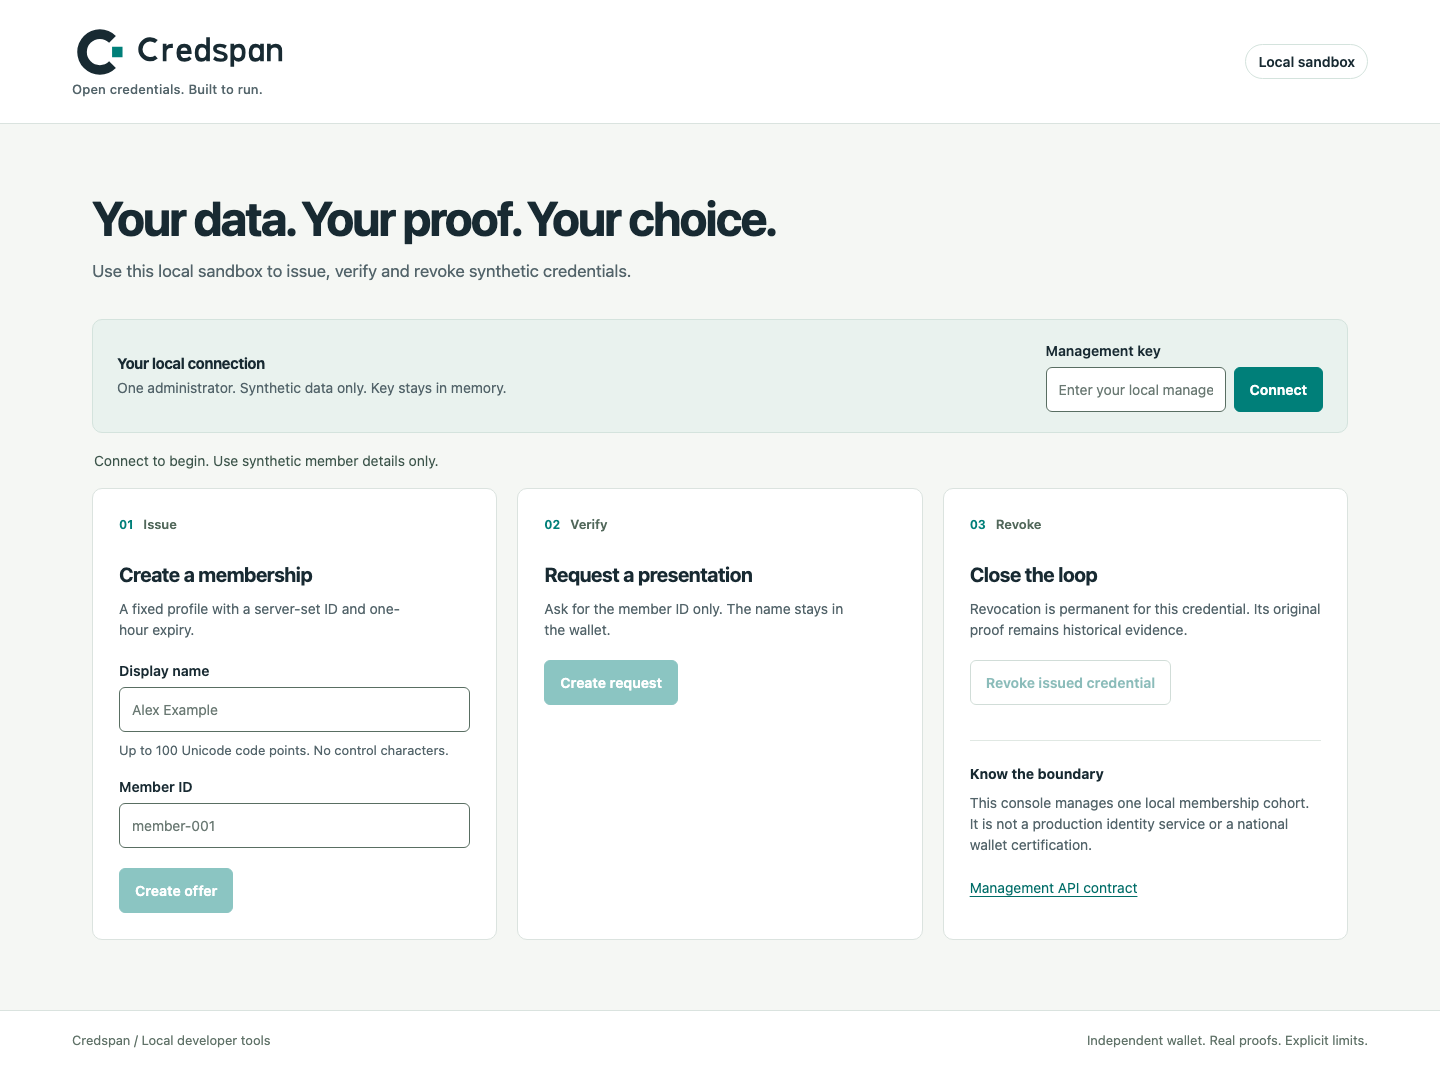 Credspan
Open credentials. Built to run.
Local sandbox
Your data. Your proof. Your choice.
Use this local sandbox to issue, verify and revoke synthetic credentials.
Your local connection
One administrator. Synthetic data only. Key stays in memory.
Management key
Enter your local manage
Connect
Connect to begin. Use synthetic member details only.
01 Issue
Create a membership
A fixed profile with a server-set ID and one-
hour expiry.
Display name
Alex Example
Up to 100 Unicode code points. No control characters.
Member ID
member-001
Create offer
02 Verify
Request a presentation
Ask for the member ID only. The name stays in
the wallet.
Create request
03 Revoke
Close the loop
Revocation is permanent for this credential. Its original
proof remains historical evidence.
Revoke issued credential
Know the boundary
This console manages one local membership cohort.
It is not a production identity service or a national
wallet certification.
Management API contract
Credspan / Local developer tools
Independent wallet. Real proofs. Explicit limits.